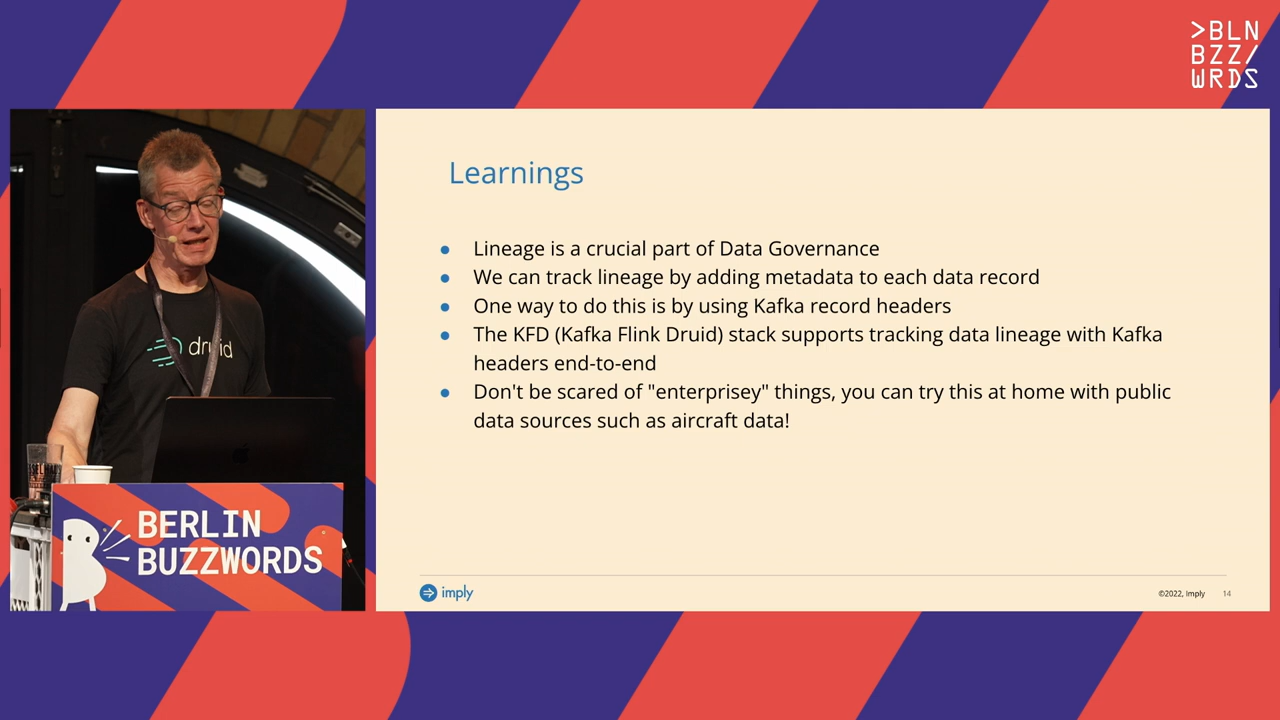 >BLN
BZZ/
WRDS
Learnings
● Lineage is a crucial part of Data Governance
● We can track lineage by adding metadata to each data record
● One way to do this is by using Kafka record headers
● The KFD (Kafka Flink Druid) stack supports tracking data lineage with Kafka
headers end-to-end
● Don't be scared of "enterprisey" things, you can try this at home with public
data sources such as aircraft data!
imply
©2022, Imply 14
druid
BERLIN
BUZZWORDS